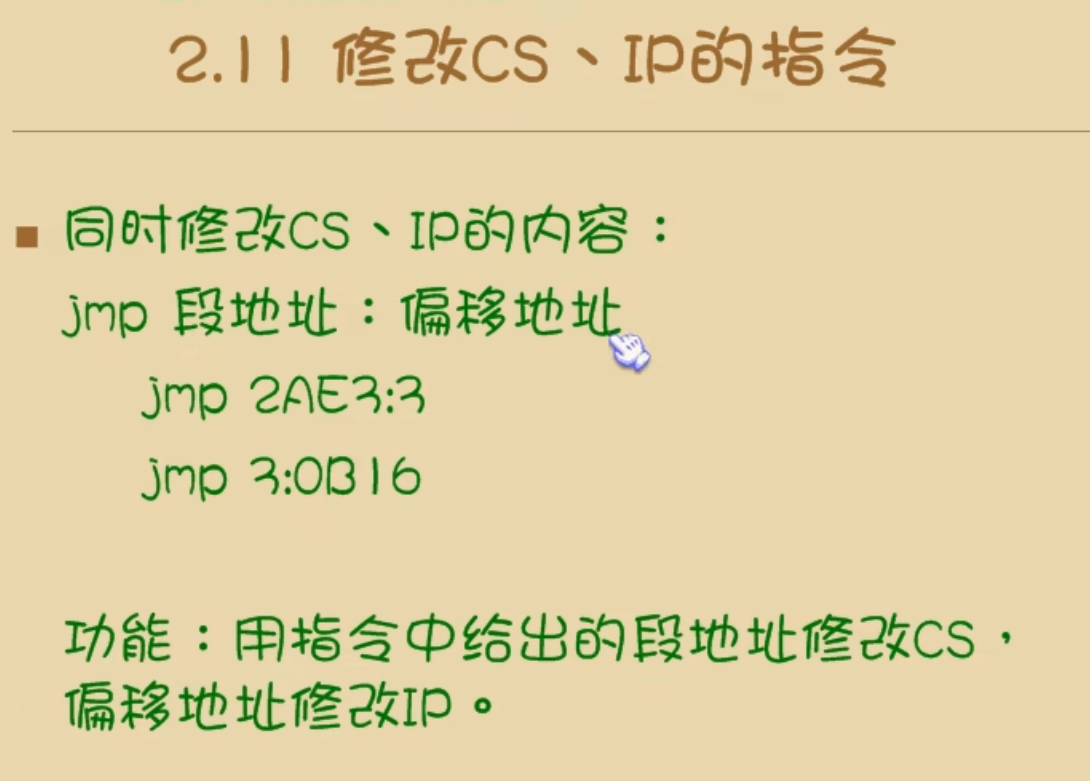 2.11 修改CS、IP的指令
同时修改CS、IP的内容：
jmp 段地址：偏移地址
jmp 2AE3:3
jmp 3:0B16
功能：用指令中给出的段地址修改CS，
偏移地址修改IP。